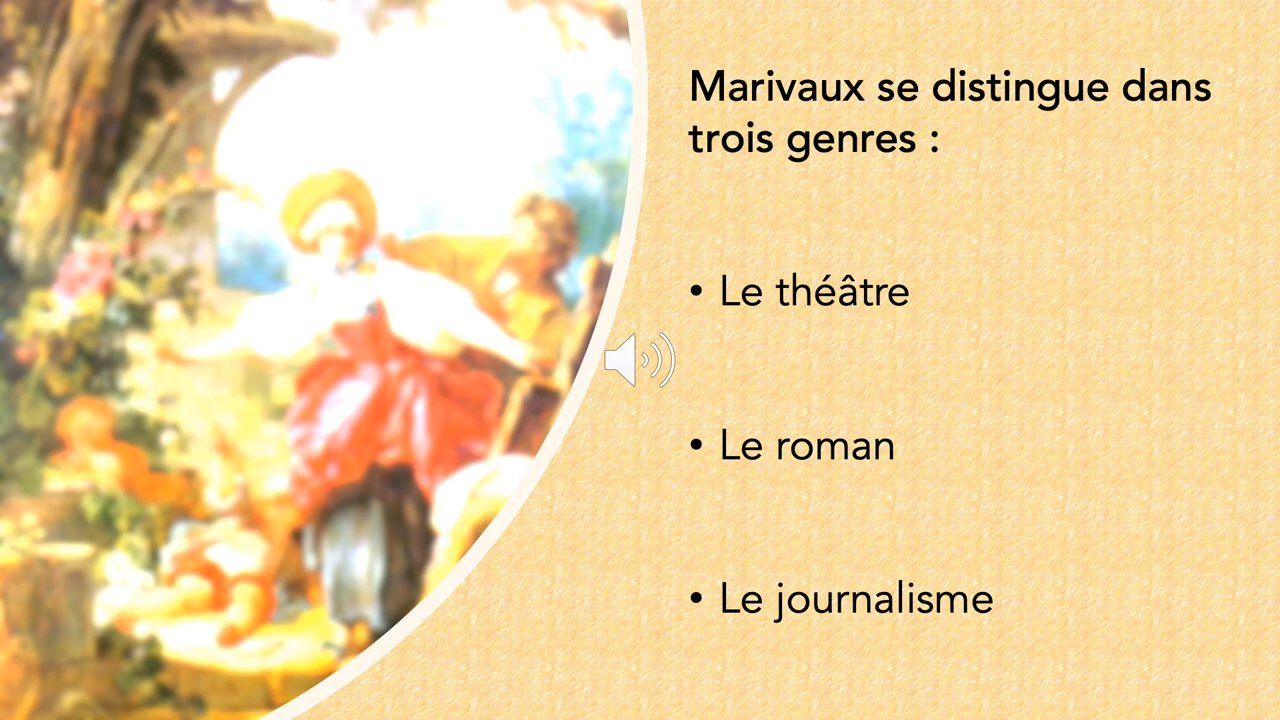 Marivaux se distingue dans
trois genres :
• Le théâtre
• Le roman
• Le journalisme